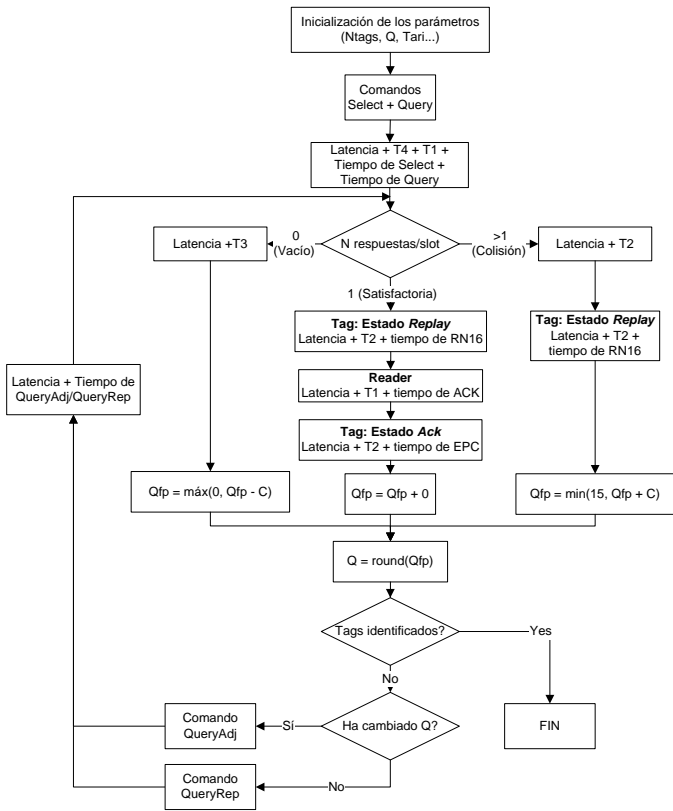 Inicialización de los parámetros
(Ntags, Q, Tari...)
Comandos
Select + Query
Latencia + T4 + T1 +
Tiempo de Select +
Tiempo de Query
Latencia +T3
0
(Vacío)
N respuestas/slot
>1
(Colisión)
Latencia + T2
1 (Satisfactoria)
Tag: Estado Replay
Latencia + T2 + tiempo de RN16
Tag: Estado Replay
Latencia + T2 +
tiempo de RN16
Reader
Latencia + T1 + tiempo de ACK
Latencia + Tiempo de
QueryAdj/QueryRep
Tag: Estado Ack
Latencia + T2 + tiempo de EPC
Qfp = máx(0, Qfp - C)
Qfp = Qfp + 0
Qfp = min(15, Qfp + C)
Q = round(Qfp)
Tags identificados?
Yes
No
FIN
Ha cambiado Q?
Sí
Comando
QueryAdj
No
Comando
QueryRep